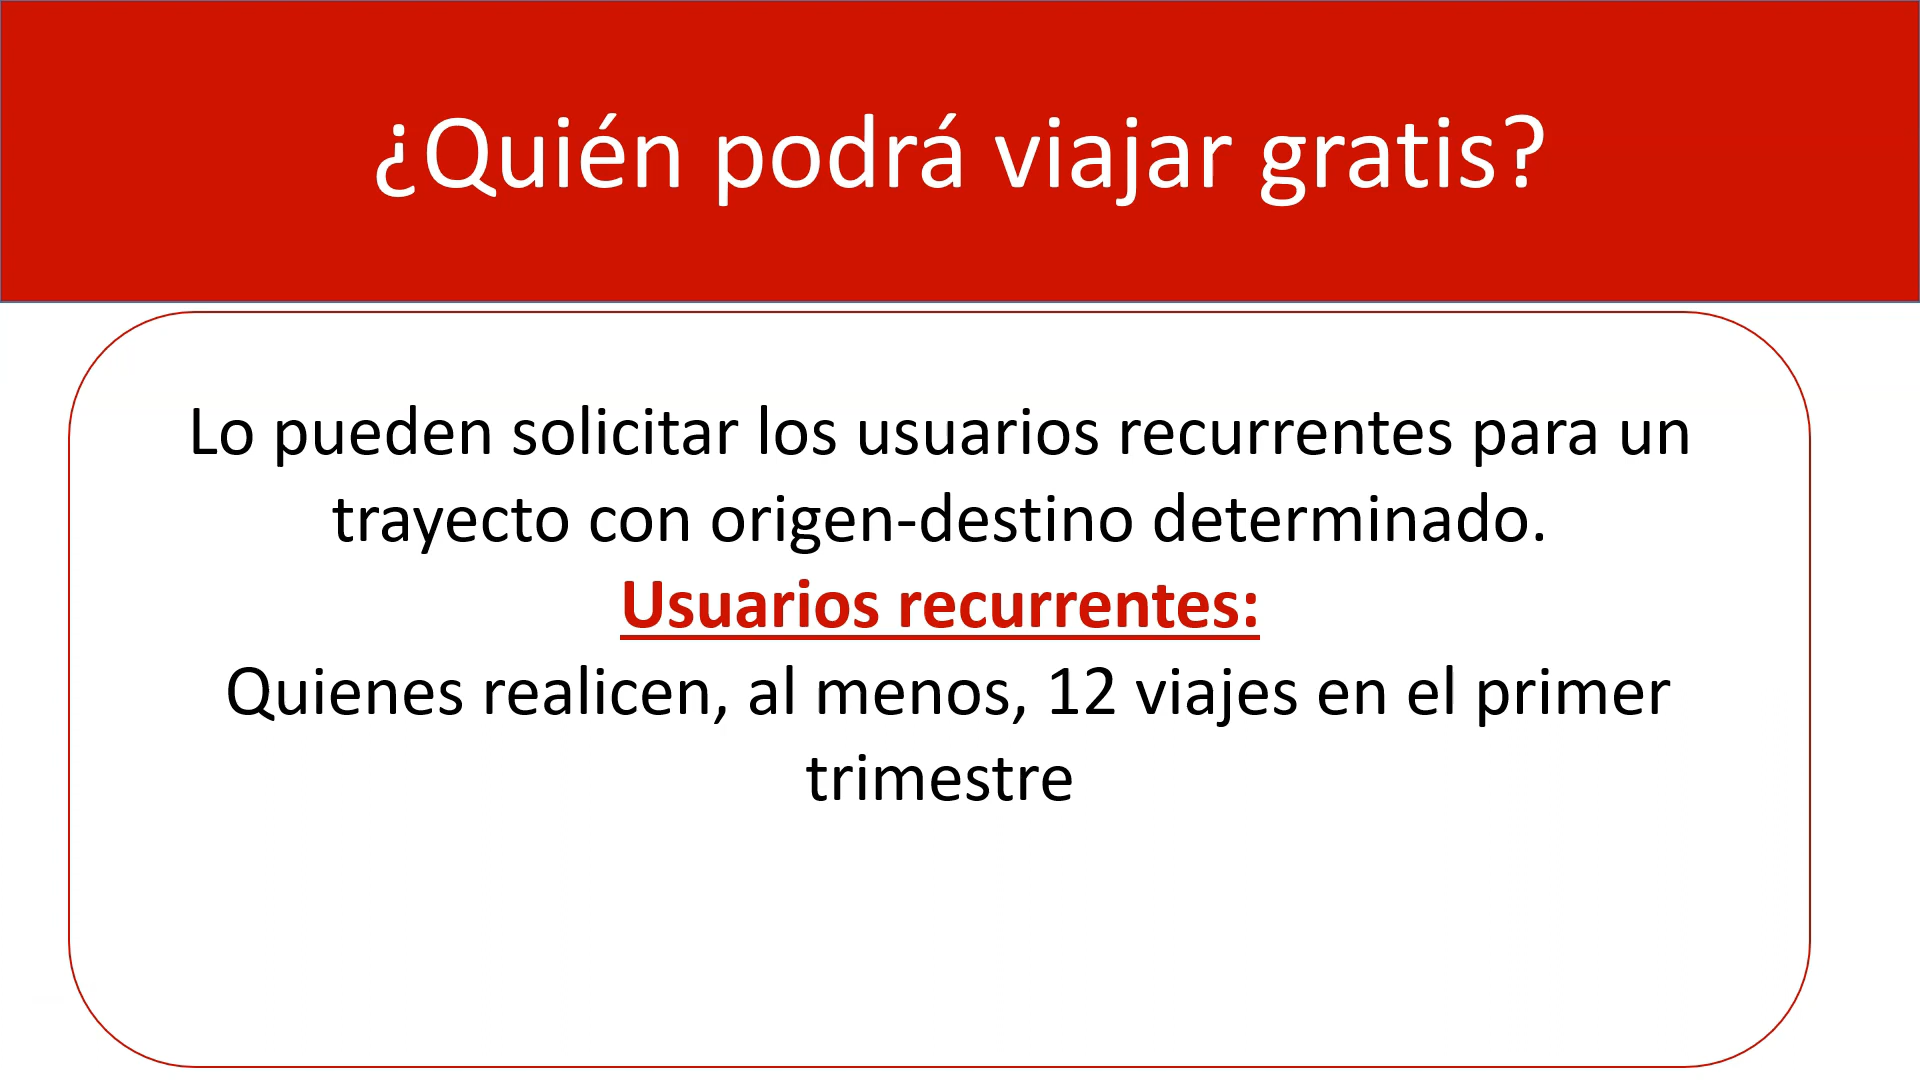 ¿Quién podrá viajar gratis?
Lo pueden solicitar los usuarios recurrentes para un
trayecto con origen-destino determinado.
Usuarios recurrentes:
Quienes realicen, al menos, 12 viajes en el primer
trimestre